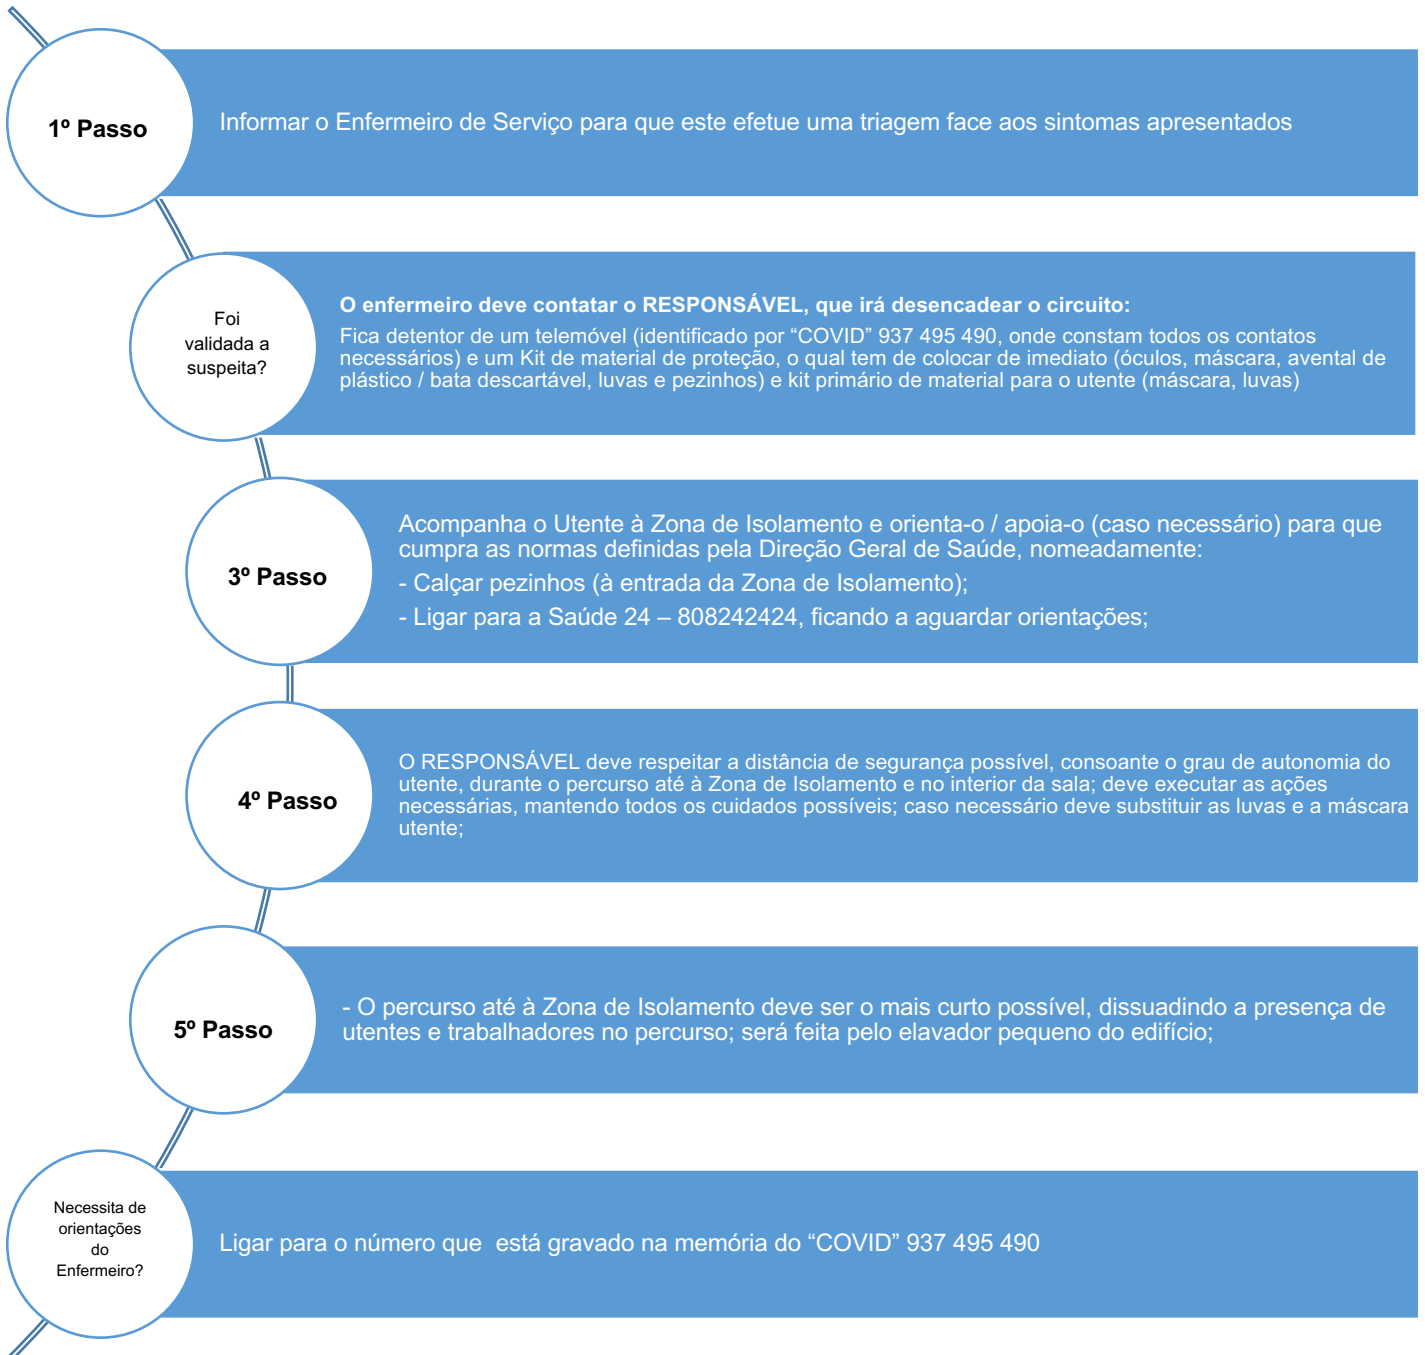 1º Passo
Informar o Enfermeiro de Serviço para que este efetue uma triagem face aos sintomas apresentados
Foi
validada a
suspeita?
O enfermeiro deve contatar o RESPONSÁVEL, que irá desencadear o circuito:
Fica detentor de um telemóvel (identificado por “COVID” 937 495 490, onde constam todos os contatos
necessários) e um Kit de material de proteção, o qual tem de colocar de imediato (óculos, máscara, avental de
plástico / bata descartável, luvas e pezinhos) e kit primário de material para o utente (máscara, luvas)
3º Passo
Acompanha o Utente à Zona de Isolamento e orienta-o / apoia-o (caso necessário) para que
cumpra as normas definidas pela Direção Geral de Saúde, nomeadamente:
- Calçar pezinhos (à entrada da Zona de Isolamento);
- Ligar para a Saúde 24 – 808242424, ficando a aguardar orientações;
4º Passo
O RESPONSÁVEL deve respeitar a distância de segurança possível, consoante o grau de autonomia do
utente, durante o percurso até à Zona de Isolamento e no interior da sala; deve executar as ações
necessárias, mantendo todos os cuidados possíveis; caso necessário deve substituir as luvas e a máscara
utente;
5º Passo
- O percurso até à Zona de Isolamento deve ser o mais curto possível, dissuadindo a presença de
utentes e trabalhadores no percurso; será feita pelo elavador pequeno do edifício;
Necessita de
orientações
do
Enfermeiro?
Ligar para o número que  está gravado na memória do “COVID” 937 495 490